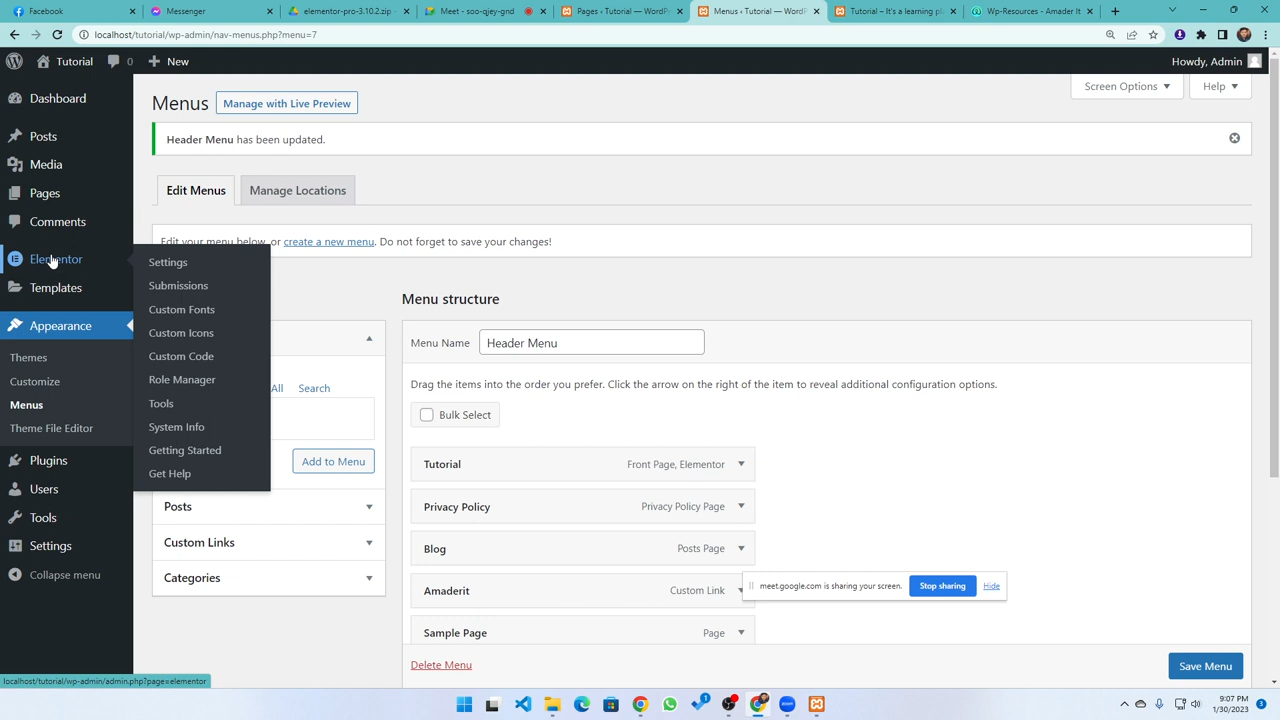 Facebook
Messenger
elementor-pro-3.10.2.zip -
Meet – soc-qjey-gnd
Pages ‹ Tutorial — WordP
Menus ‹ Tutorial — WordP
Tutorial – It's a learning pl
Wp-Resources - Amader It
localhost/tutorial/wp-admin/nav-menus.php?menu=7
Tutorial
0
New
Howdy, Admin
Dashboard
Posts
Media
Pages
Comments
Elementor
Templates
Appearance
Themes
Customize
Menus
Theme File Editor
Plugins
Users
Tools
Settings
Collapse menu
Settings
Submissions
Custom Fonts
Custom Icons
Custom Code
Role Manager
Tools
System Info
Getting Started
Get Help
Menus
Manage with Live Preview
Screen Options
Help
Header Menu has been updated.
Edit Menus
Manage Locations
Edit your menu below, or create a new menu. Do not forget to save your changes!
All
Search
Add to Menu
Posts
Custom Links
Categories
Menu structure
Menu Name
Header Menu
Drag the items into the order you prefer. Click the arrow on the right of the item to reveal additional configuration options.
Bulk Select
Tutorial
Front Page, Elementor
Privacy Policy
Privacy Policy Page
Blog
Posts Page
Amaderit
Custom Link
Sample Page
Page
meet.google.com is sharing your screen.
Stop sharing
Hide
Delete Menu
Save Menu
localhost/tutorial/wp-admin/admin.php?page=elementor
1
zoom
9:07 PM
1/30/2023
3